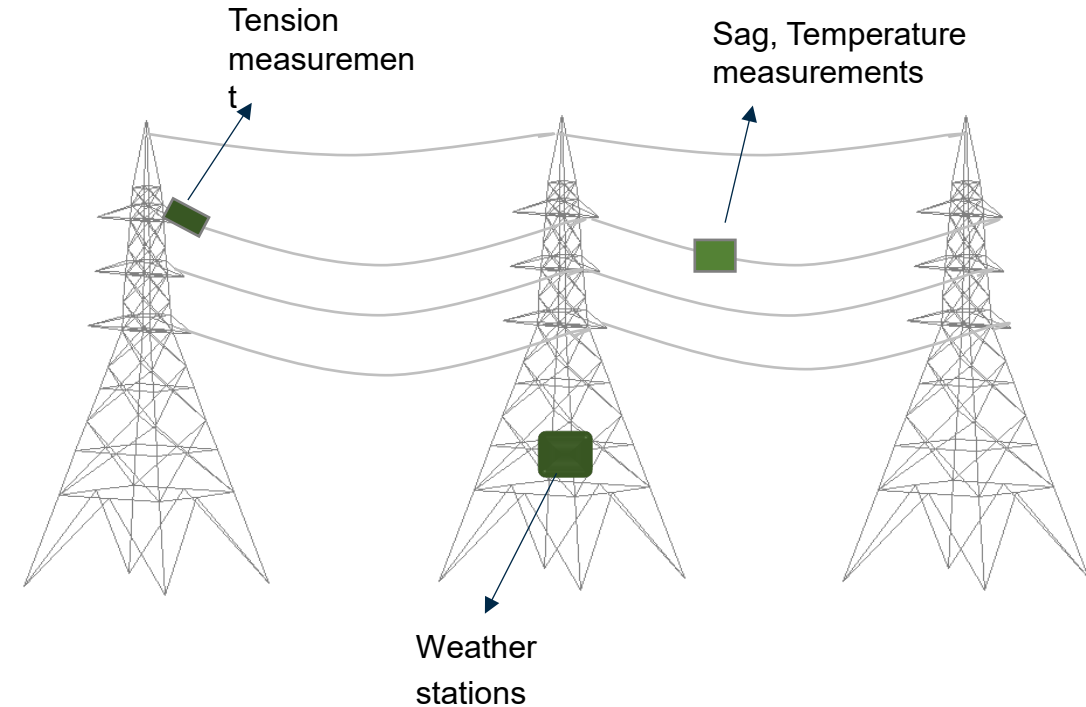 Tension
measuremen
t
Sag, Temperature
measurements
Weather
stations